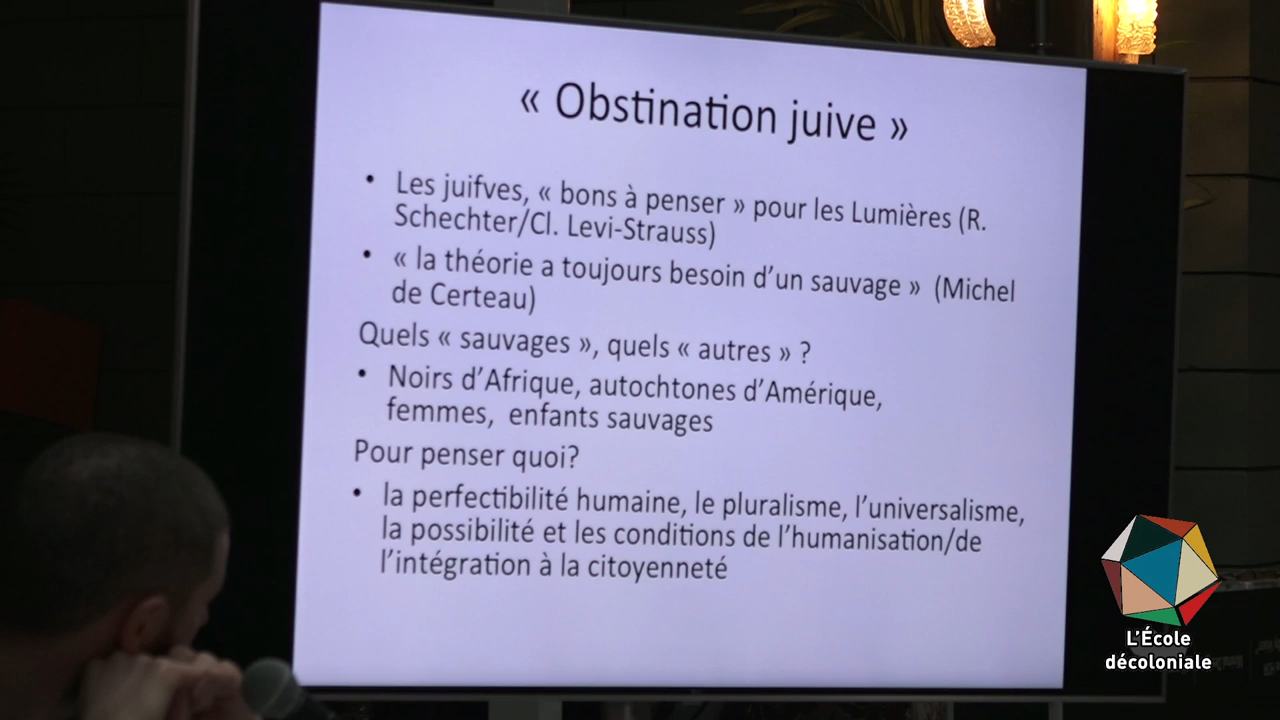 « Obstination juive »
• Les juifves, « bons à penser » pour les Lumières (R.
Schechter/Cl. Levi-Strauss)
• « la théorie a toujours besoin d’un sauvage » (Michel
de Certeau)
Quels « sauvages », quels « autres » ?
• Noirs d’Afrique, autochtones d’Amérique,
femmes, enfants sauvages
Pour penser quoi?
• la perfectibilité humaine, le pluralisme, l’universalisme,
la possibilité et les conditions de l’humanisation/de
l’intégration à la citoyenneté
L’École
décoloniale